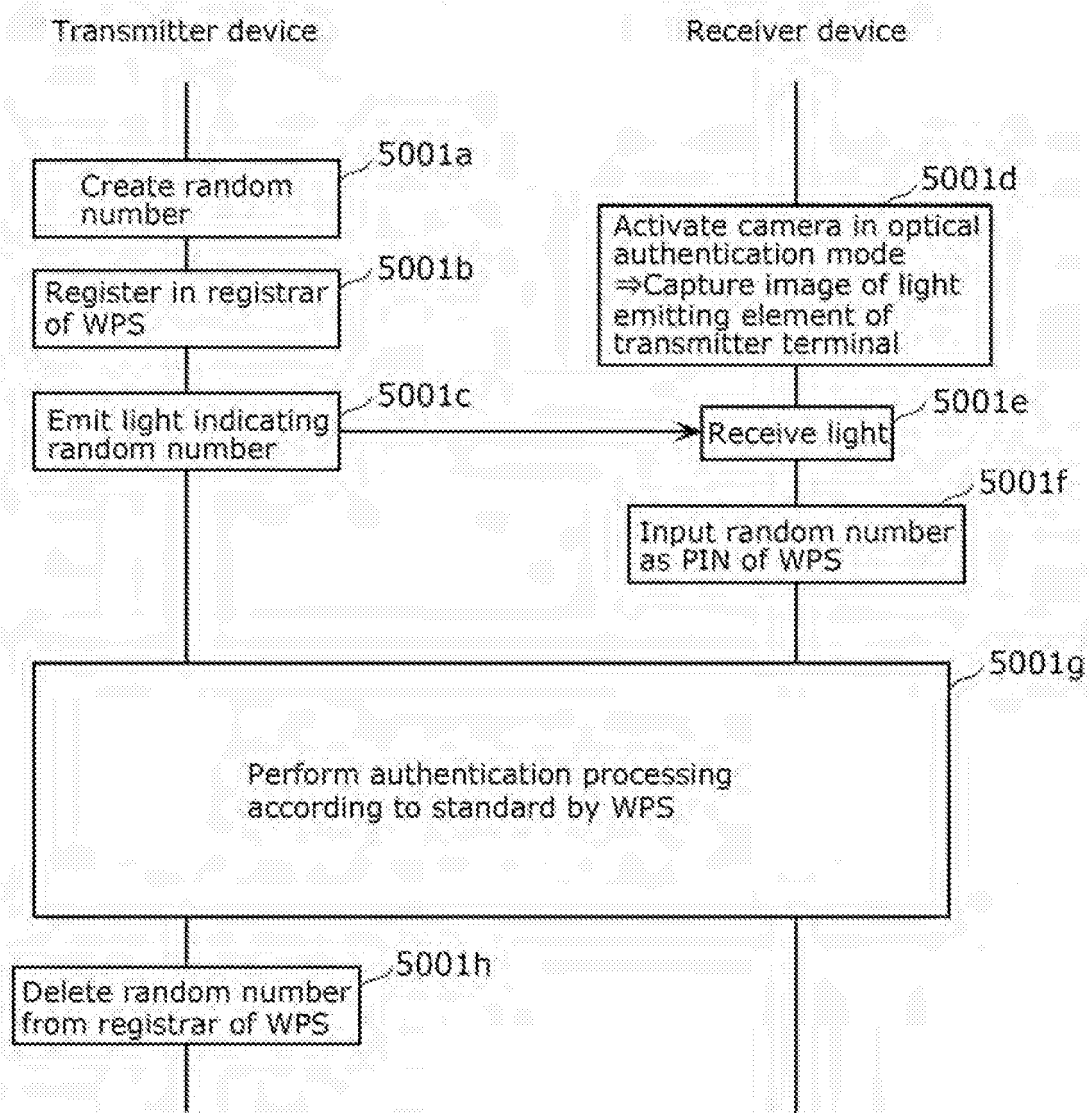 Transmitter device
Receiver device
5001a
Create random
number
5001b
Register in registrar
of WPS
5001c
Emit light indicating
random number
5001d
Activate camera in optical
authentication mode
⇒Capture image of light
emitting element of
transmitter terminal
5001e
Receive light
5001f
Input random number
as PIN of WPS
5001g
Perform authentication processing
according to standard by WPS
5001h
Delete random number
from registrar of WPS